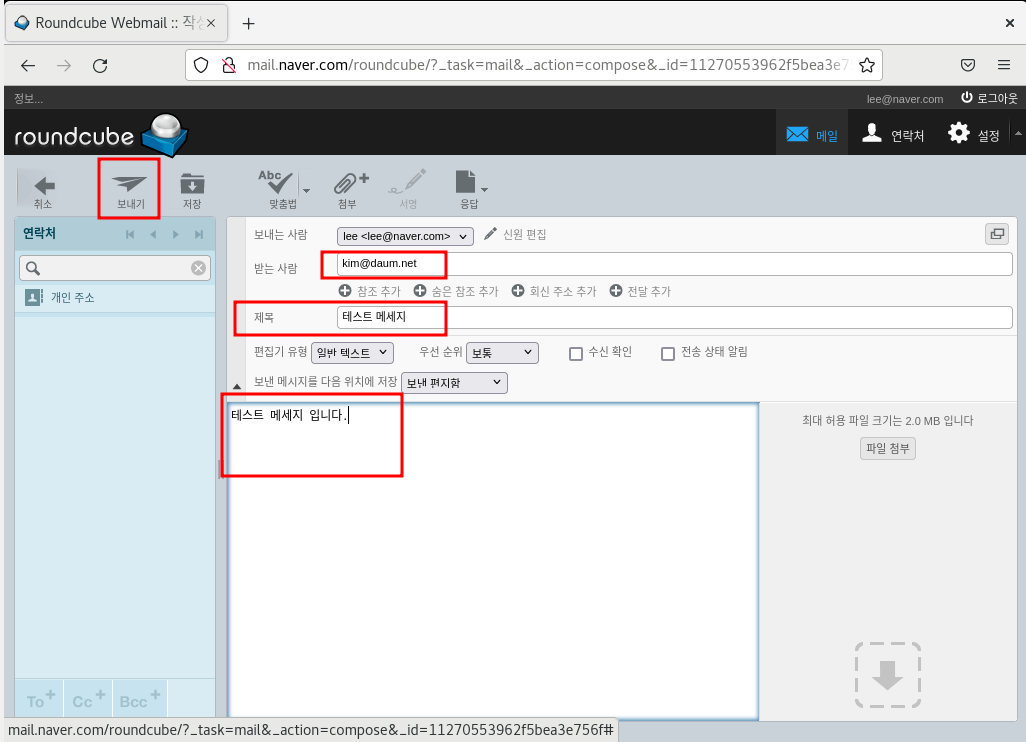 Roundcube Webmail :: 작성
mail.naver.com/roundcube/?_task=mail&_action=compose&_id=11270553962f5bea3e7
정보...
lee@naver.com 로그아웃
roundcube 메일 연락처 설정
취소 보내기 저장 Abc 맞춤법 첨부 서명 응답
연락처
개인 주소
보내는 사람 lee <lee@naver.com> 신원 편집
받는 사람 kim@daum.net
참조 추가 숨은 참조 추가 회신 주소 추가 전달 추가
제목 테스트 메세지
편집기 유형 일반 텍스트 우선 순위 보통 수신 확인 전송 상태 알림
보낸 메시지를 다음 위치에 저장 보낸 편지함
테스트 메세지 입니다.
최대 허용 파일 크기는 2.0 MB 입니다
파일 첨부
To+ Cc+ Bcc+
mail.naver.com/roundcube/?_task=mail&_action=compose&_id=11270553962f5bea3e756f#